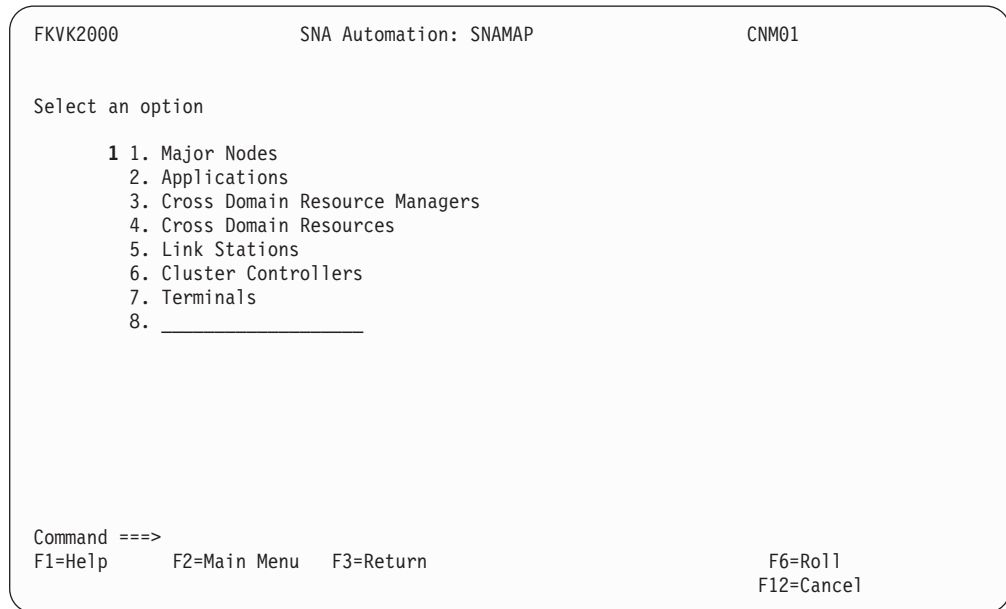 FKVK2000 SNA Automation: SNAMAP CNM01
Select an option
1 1. Major Nodes
2. Applications
3. Cross Domain Resource Managers
4. Cross Domain Resources
5. Link Stations
6. Cluster Controllers
7. Terminals
8. ___________________
Command ===>
F1=Help F2=Main Menu F3=Return F6=Roll
F12=Cancel